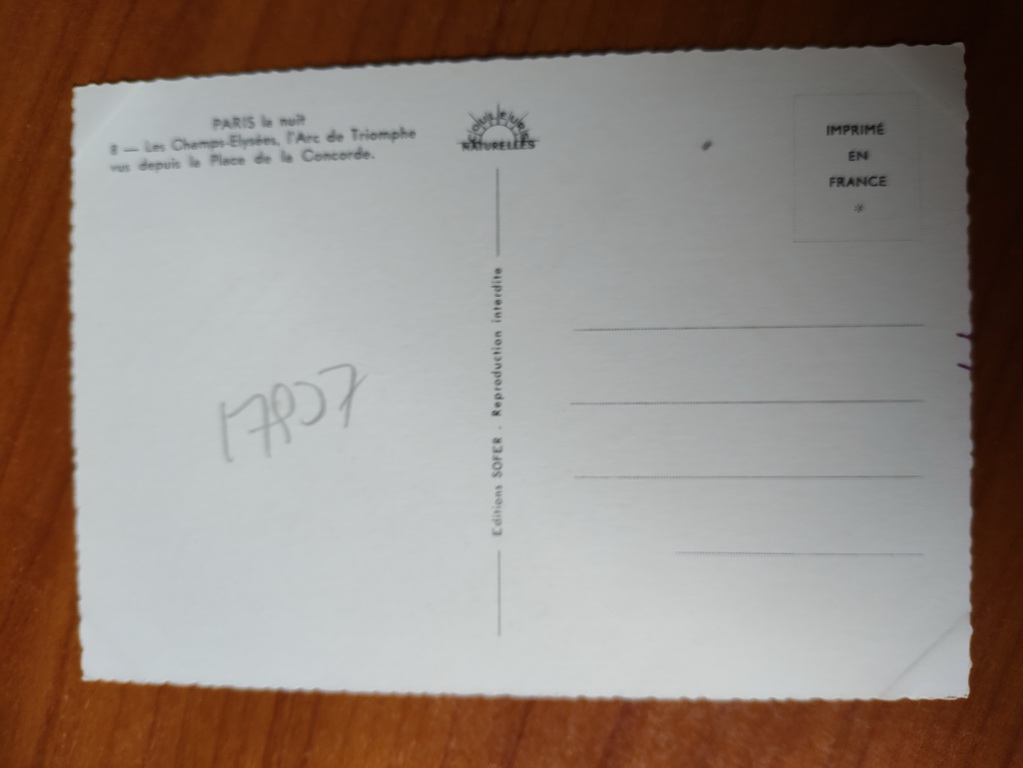 PARIS la nuit
8 — Les Champs-Elysées, l'Arc de Triomphe
vus depuis la Place de la Concorde.
COULEURS
NATURELLES
IMPRIMÉ
EN
FRANCE
*
Editions SOFER - Reproduction interdite